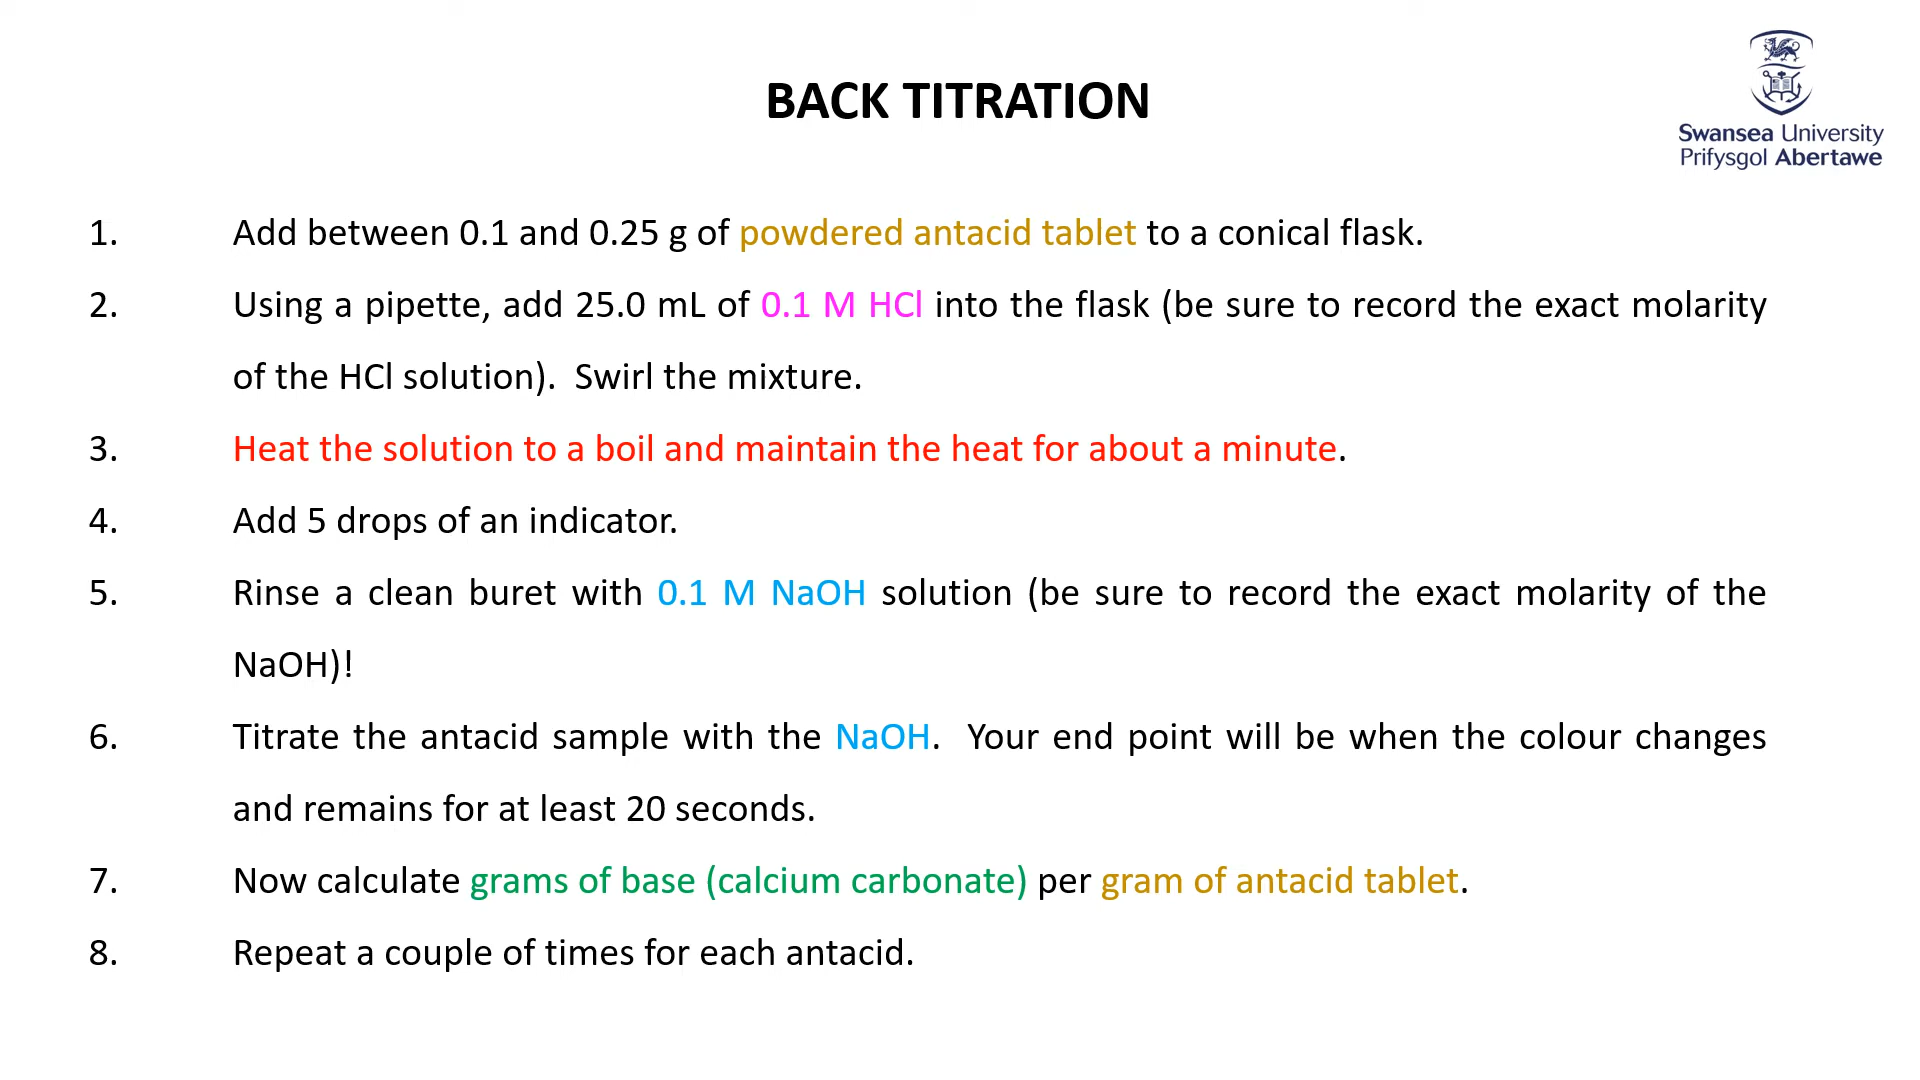 BACK TITRATION
Swansea University
Prifysgol Abertawe
1. Add between 0.1 and 0.25 g of powdered antacid tablet to a conical flask.
2. Using a pipette, add 25.0 mL of 0.1 M HCl into the flask (be sure to record the exact molarity
of the HCl solution). Swirl the mixture.
3. Heat the solution to a boil and maintain the heat for about a minute.
4. Add 5 drops of an indicator.
5. Rinse a clean buret with 0.1 M NaOH solution (be sure to record the exact molarity of the
NaOH)!
6. Titrate the antacid sample with the NaOH. Your end point will be when the colour changes
and remains for at least 20 seconds.
7. Now calculate grams of base (calcium carbonate) per gram of antacid tablet.
8. Repeat a couple of times for each antacid.